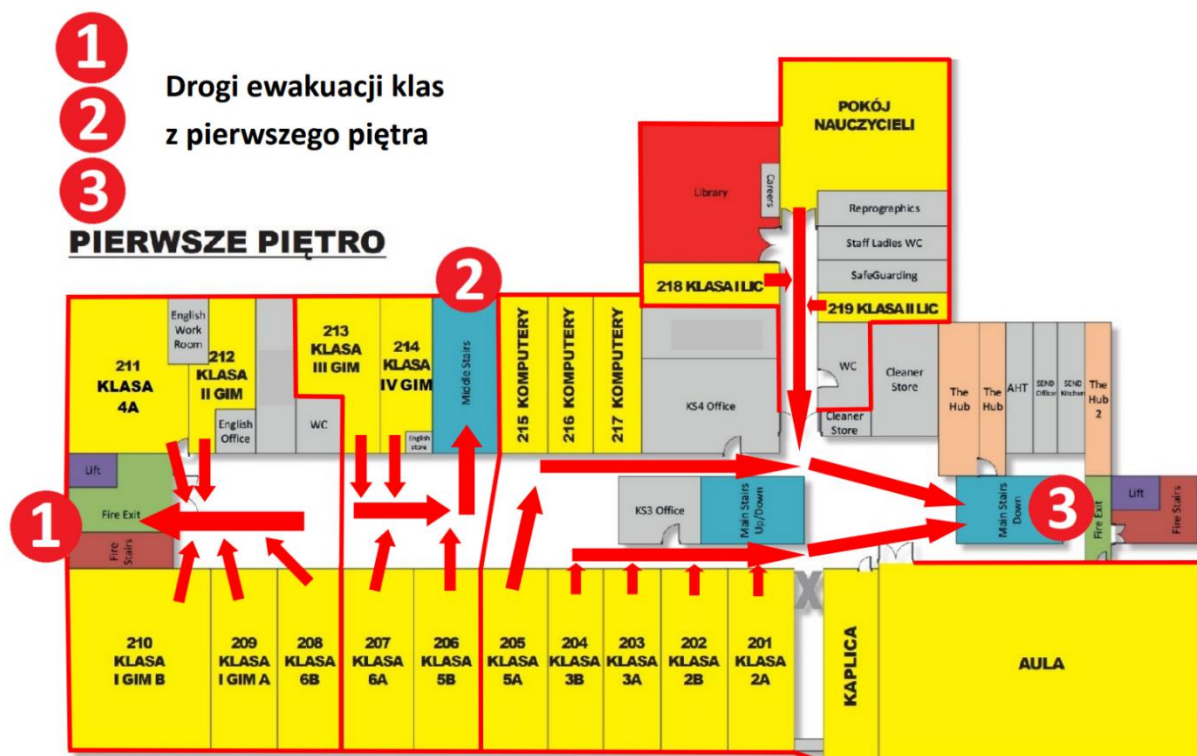 1
2
3
Drogi ewakuacji klas
z pierwszego piętra
PIERWSZE PIĘTRO
POKÓJ
NAUCZYCIELI
Library
Careers
Reprographics
Staff Ladies WC
SafeGuarding
218 KLASA I LIC
219 KLASA II LIC
2
English
Work
Room
211
KLASA
4A
212
KLASA
II GIM
English
Office
WC
213
KLASA
III GIM
214
KLASA
IV GIM
English
store
Middle Stairs
215 KOMPUTERY
216 KOMPUTERY
217 KOMPUTERY
KS4 Office
WC
Cleaner
Store
Cleaner
Store
The
Hub
The
Hub
AHT
SEND
Office
SEND
Kitchen
The Hub
2
Lift
Fire Exit
1
Fire
Stairs
KS3 Office
Main Stairs
Up/Down
Main Stairs
Down
3
Fire Exit
Lift
Fire Stairs
X
210
KLASA
I GIM B
209
KLASA
I GIM A
208
KLASA
6B
207
KLASA
6A
206
KLASA
5B
205
KLASA
5A
204
KLASA
3B
203
KLASA
3A
202
KLASA
2B
201
KLASA
2A
KAPLICA
AULA